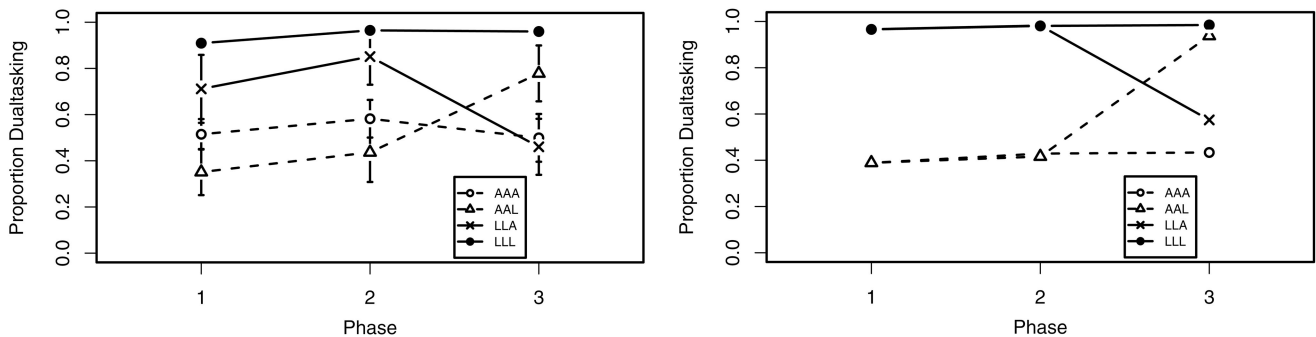 Proportion Dualtasking
1.0
0.8
0.6
0.4
0.2
0.0
AAA
AAL
LLA
LLL
1 2 3
Phase
Proportion Dualtasking
1.0
0.8
0.6
0.4
0.2
0.0
AAA
AAL
LLA
LLL
1 2 3
Phase